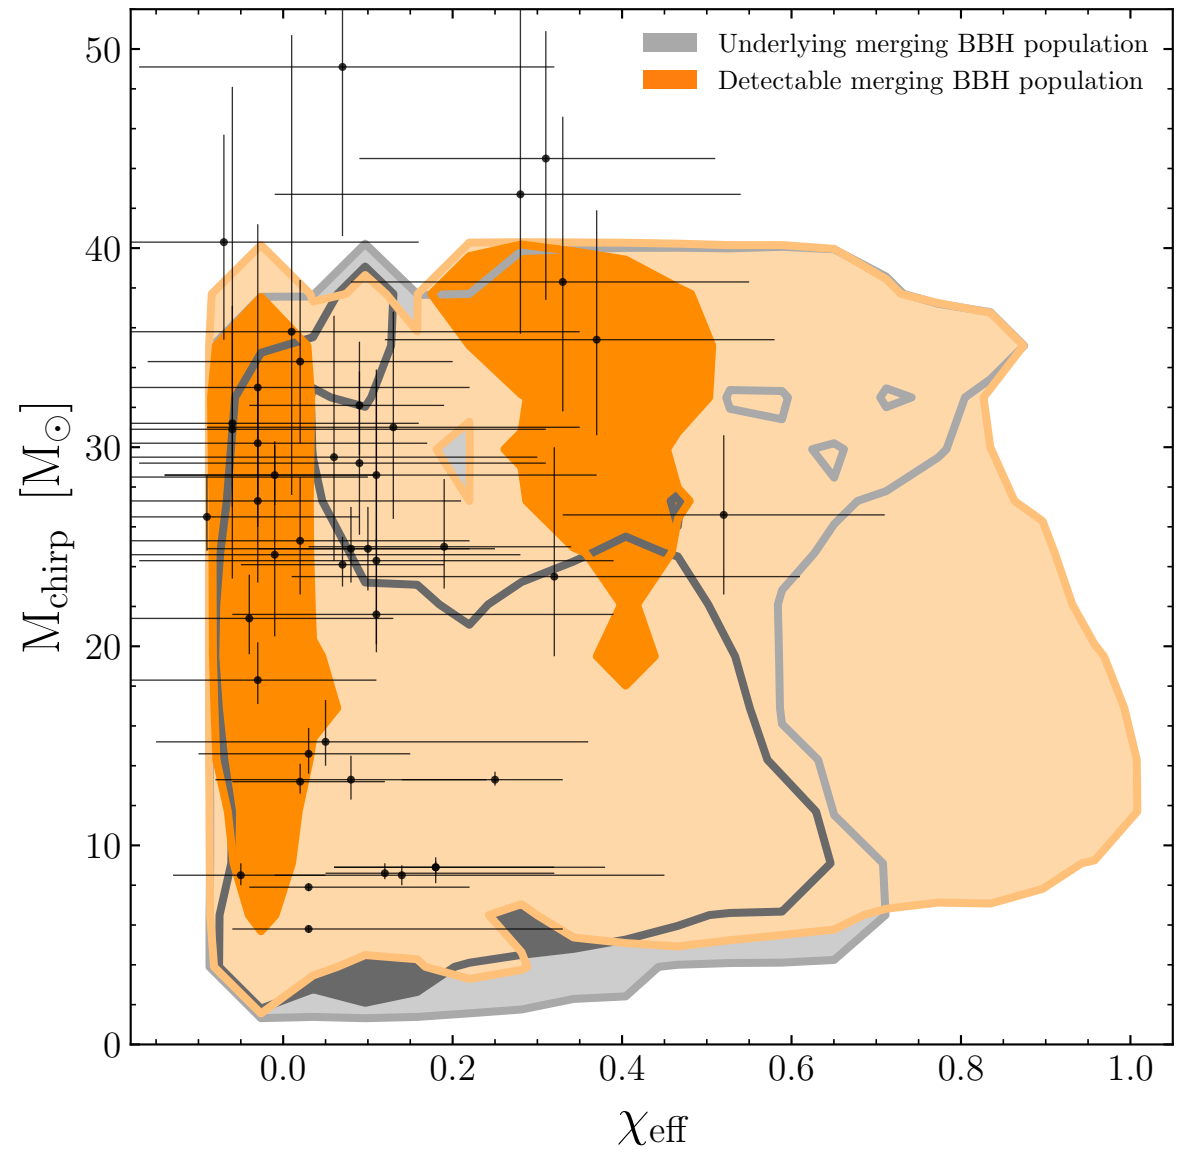 Underlying merging BBH population
Detectable merging BBH population
50
40
30
20
10
0
M_chirp [M_⊙]
0.0 0.2 0.4 0.6 0.8 1.0
χ_eff